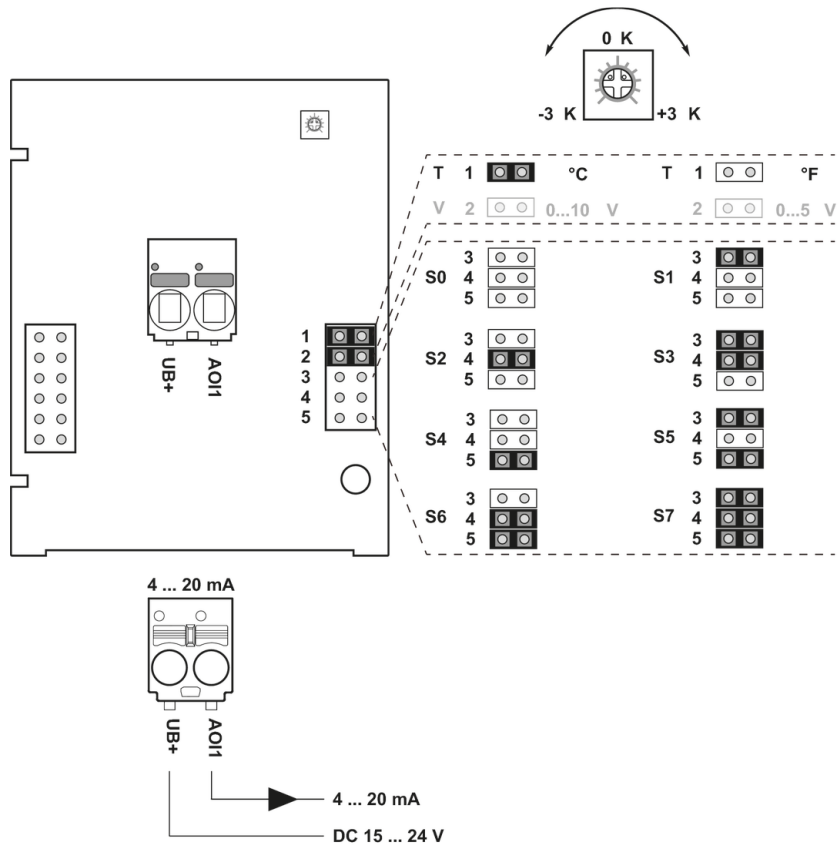 0 K
-3 K +3 K
T 1 °C T 1 °F
V 2 0...10 V 2 0...5 V
S0 3 4 5
S1 3 4 5
UB+ AOI1
1
2
3
4
5
S2 3 4 5
S3 3 4 5
S4 3 4 5
S5 3 4 5
S6 3 4 5
S7 3 4 5
4 ... 20 mA
UB+ AOI1
4 ... 20 mA
DC 15 ... 24 V